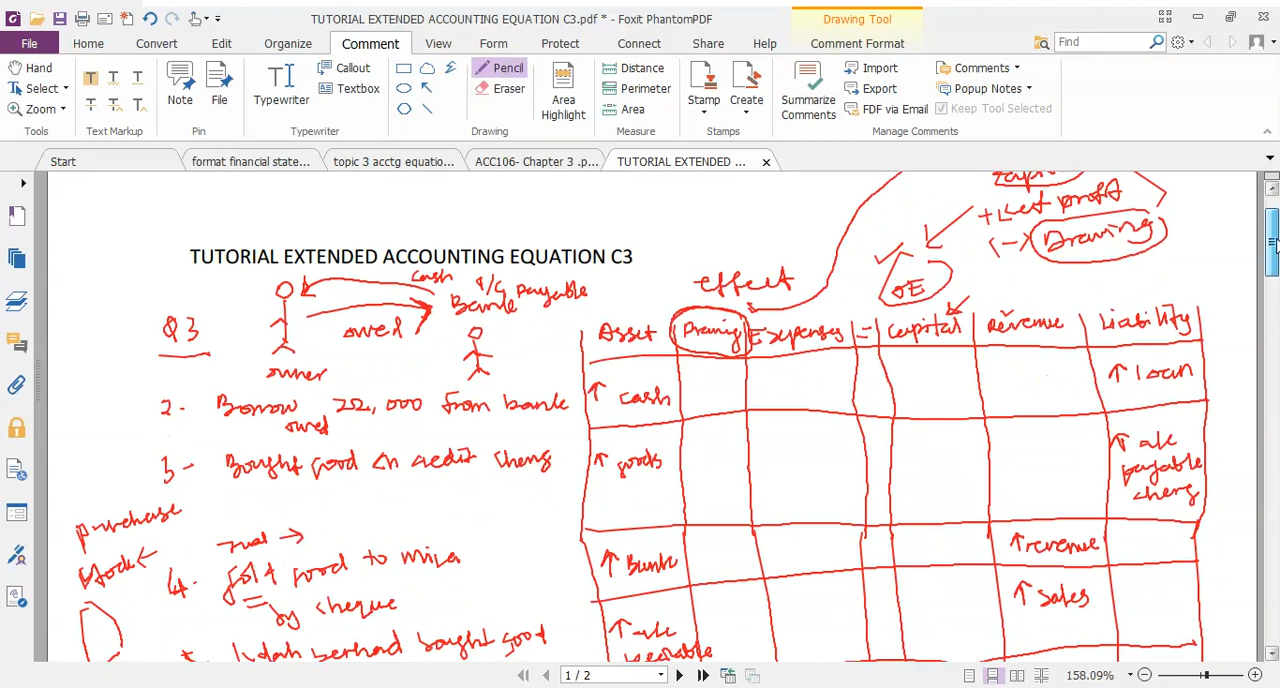 TUTORIAL EXTENDED ACCOUNTING EQUATION C3.pdf * - Foxit PhantomPDF
Drawing Tool
File Home Convert Edit Organize Comment View Form Protect Connect Share Help Comment Format Find
Hand
Select
Zoom
Tools
Text Markup
Note
File
Pin
Typewriter
Callout
Textbox
Typewriter
Pencil
Eraser
Drawing
Area Highlight
Distance
Perimeter
Area
Measure
Stamp
Create
Stamps
Summarize Comments
Import
Export
FDF via Email
Comments
Popup Notes
Keep Tool Selected
Manage Comments
Start
format financial state...
topic 3 acctg equatio...
ACC106- Chapter 3 .p...
TUTORIAL EXTENDED ...
profit
(-) Drawing
OE
TUTORIAL EXTENDED ACCOUNTING EQUATION C3
cash
effect
Bank
payable
Q3
owed
owner
Asset Drawing Expenses = Capital Revenue Liability
2- Borrow 252,000 from bank
owed
↑ cash
↑ loan
3- Bought good on credit cheng
↑ goods
↑ a/c payable cheng
purchase
stock
4- sold good to
by cheque
↑ Bank
↑ revenue
bought good
↑ a/c
↑ sales
1 / 2
158.09%